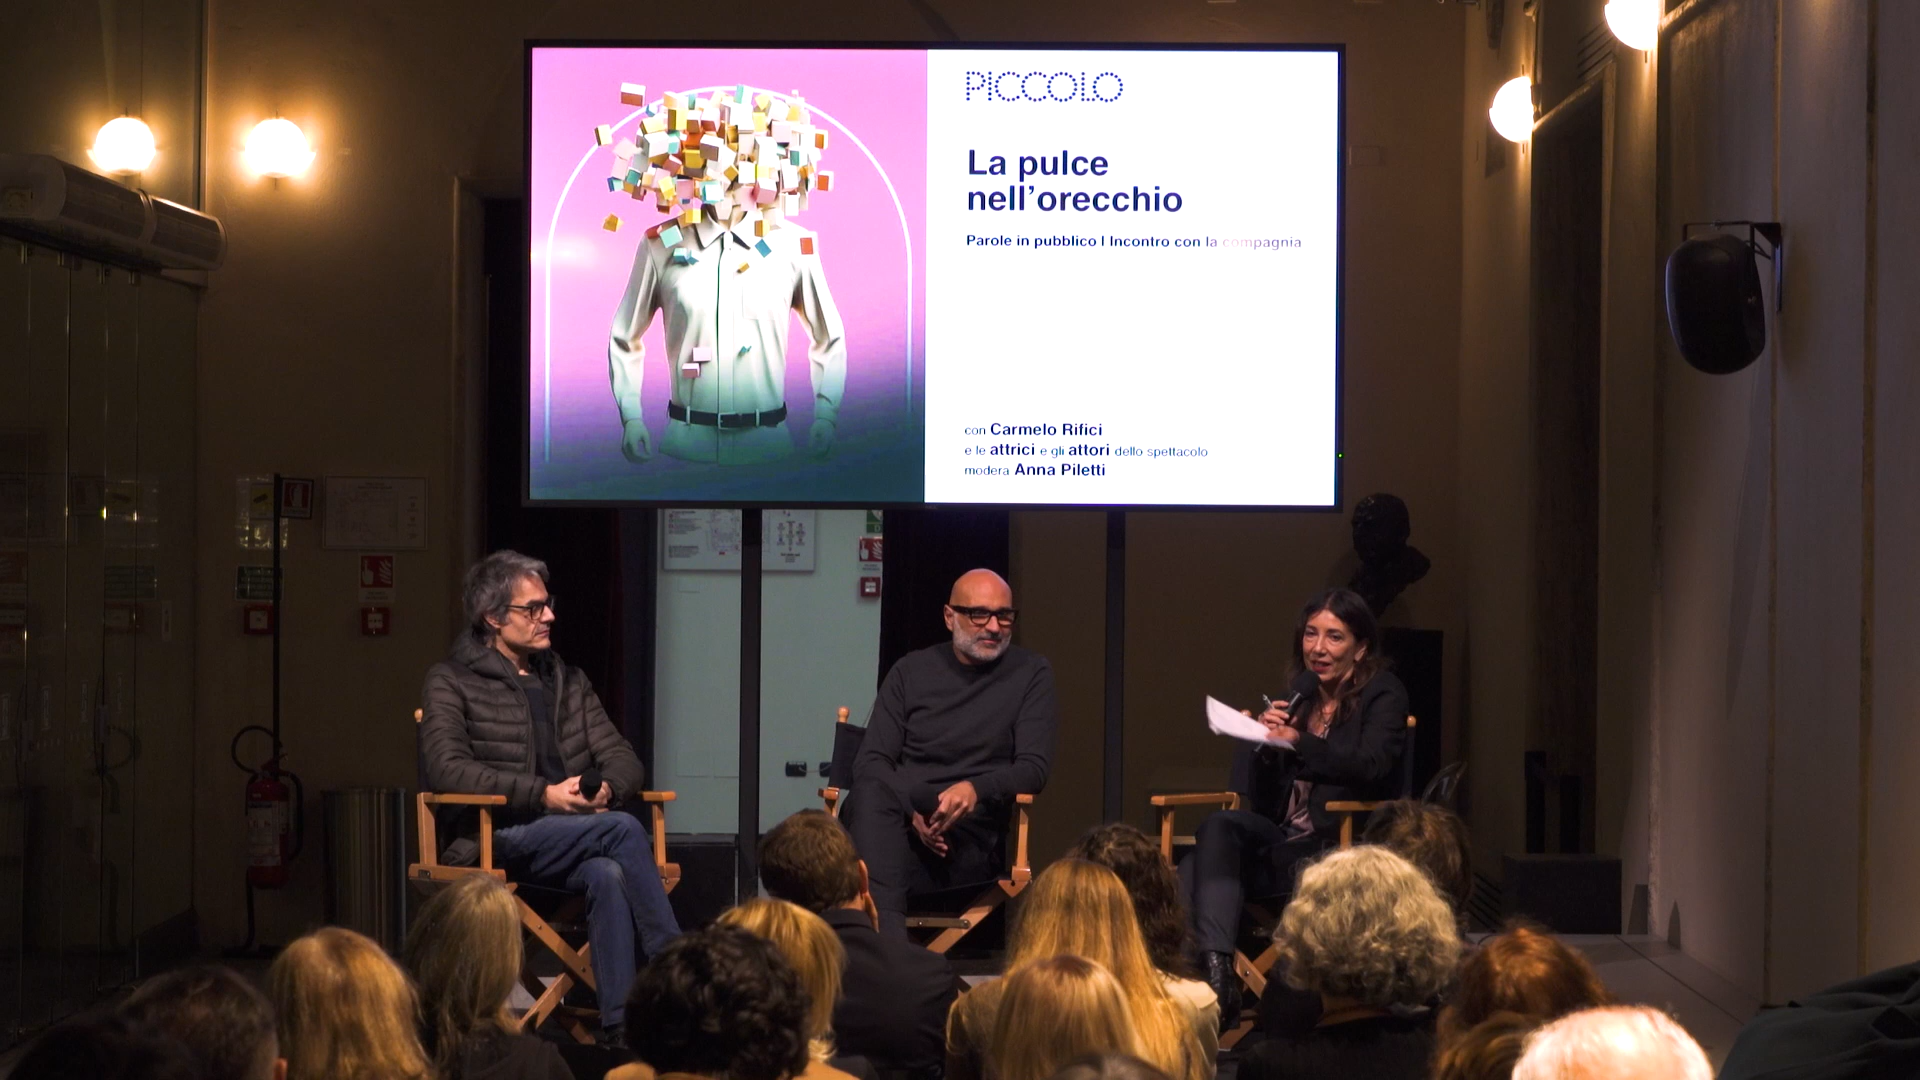 PICCOLO
La pulce
nell'orecchio
Parole in pubblico | Incontro con la compagnia
con Carmelo Rifici
e le attrici e gli attori dello spettacolo
modera Anna Piletti